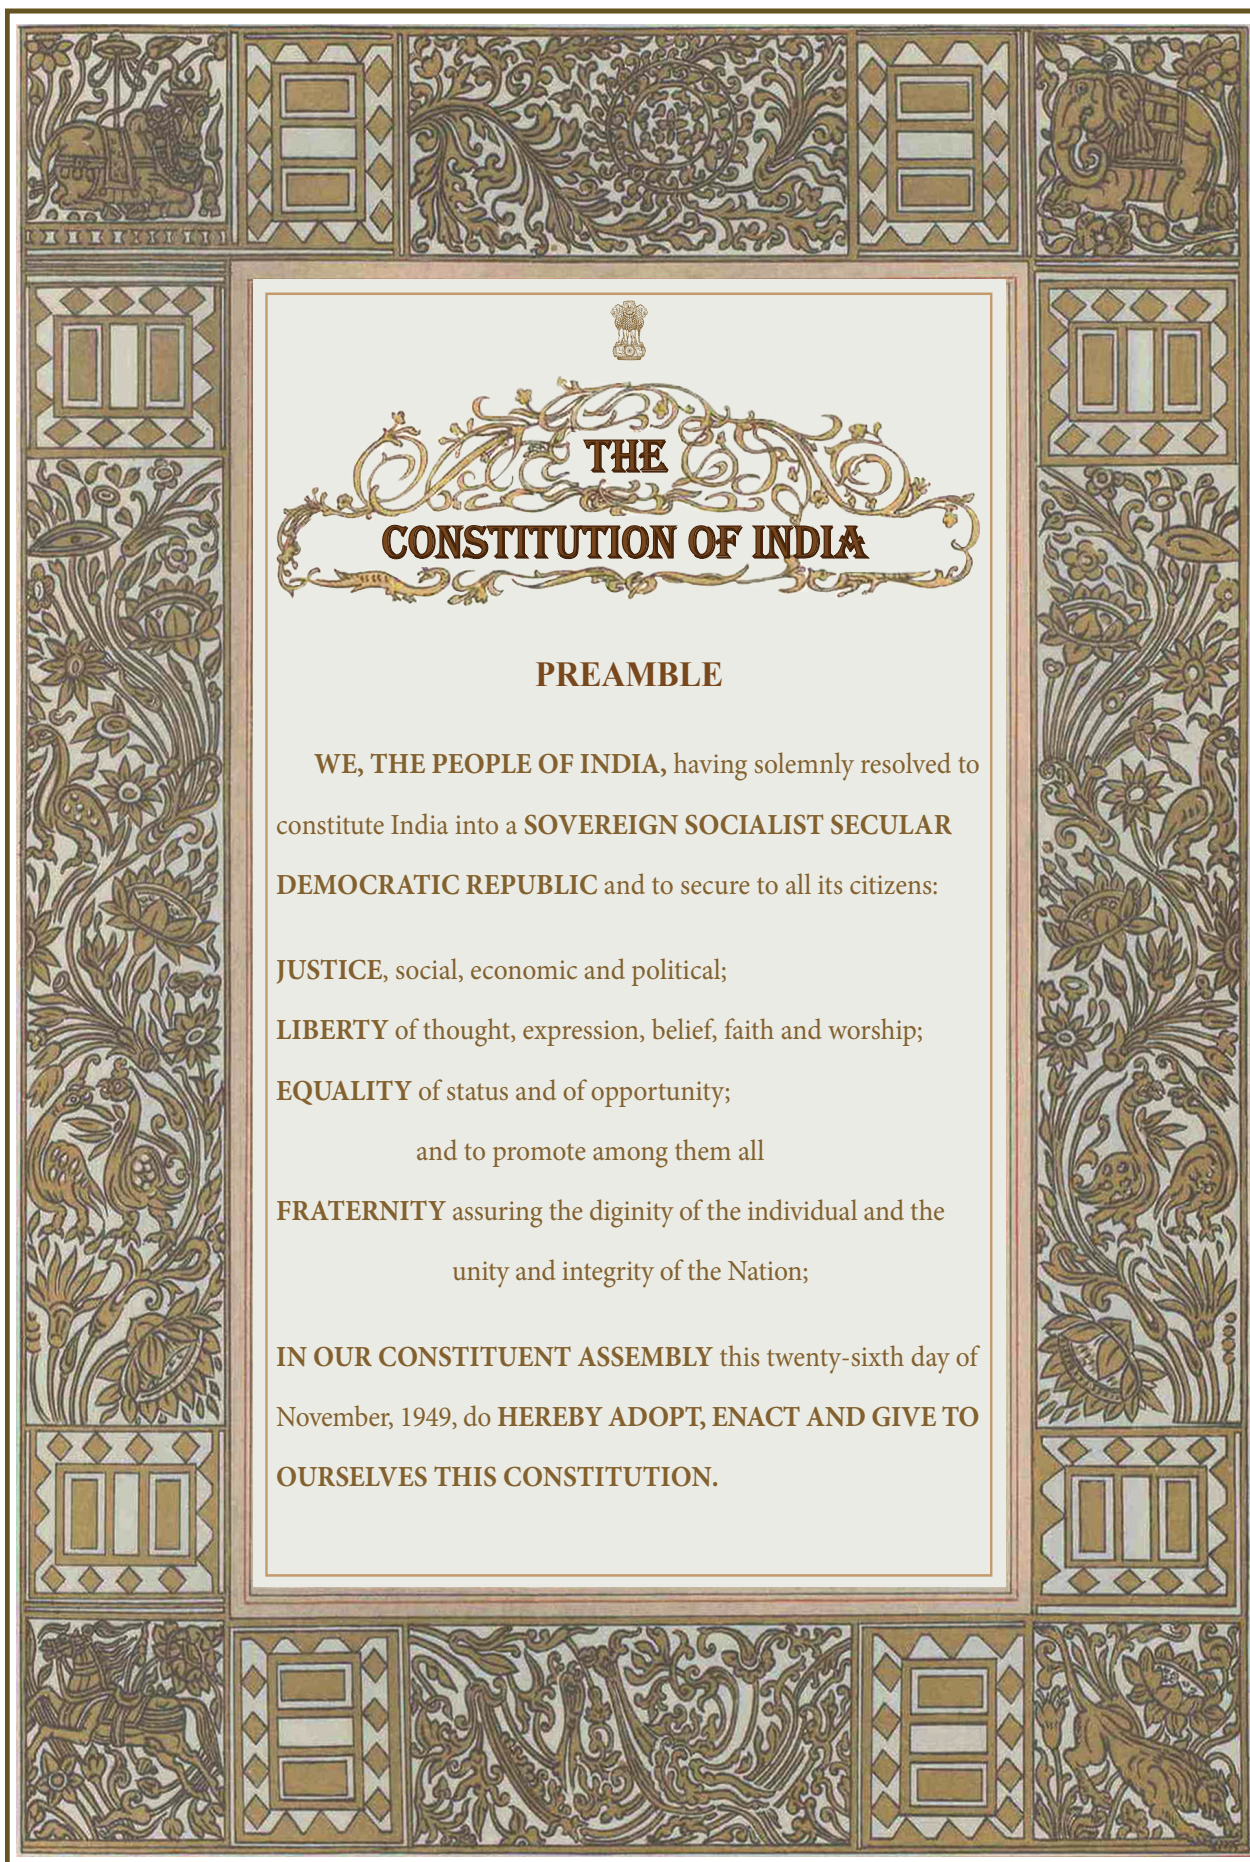 THE
CONSTITUTION OF INDIA
PREAMBLE
WE, THE PEOPLE OF INDIA, having solemnly resolved to
constitute India into a SOVEREIGN SOCIALIST SECULAR
DEMOCRATIC REPUBLIC and to secure to all its citizens:
JUSTICE, social, economic and political;
LIBERTY of thought, expression, belief, faith and worship;
EQUALITY of status and of opportunity;
and to promote among them all
FRATERNITY assuring the diginity of the individual and the
unity and integrity of the Nation;
IN OUR CONSTITUENT ASSEMBLY this twenty-sixth day of
November, 1949, do HEREBY ADOPT, ENACT AND GIVE TO
OURSELVES THIS CONSTITUTION.